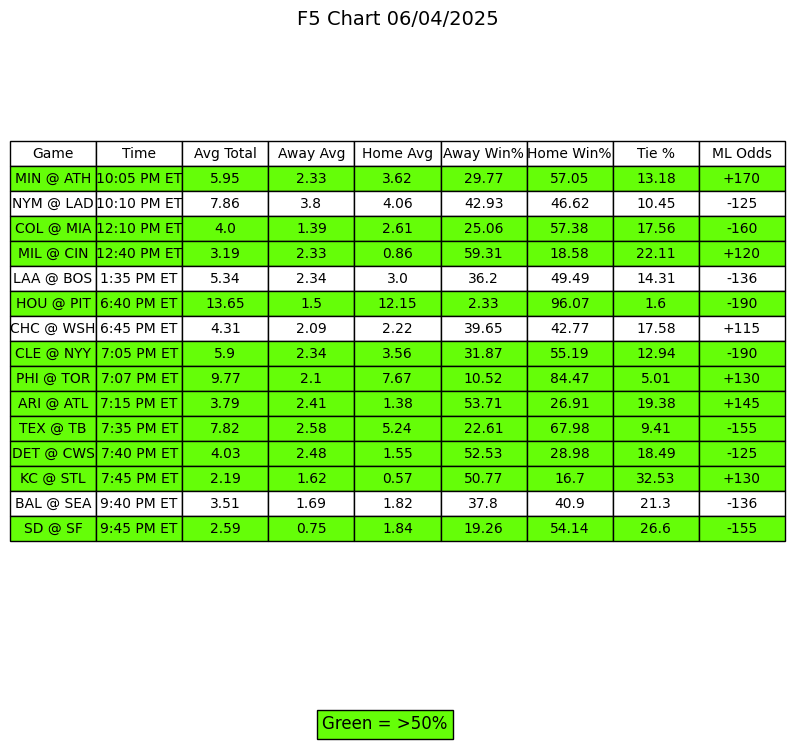 F5 Chart 06/04/2025
Game Time Avg Total Away Avg Home Avg Away Win% Home Win% Tie % ML Odds
MIN @ ATH 10:05 PM ET 5.95 2.33 3.62 29.77 57.05 13.18 +170
NYM @ LAD 10:10 PM ET 7.86 3.8 4.06 42.93 46.62 10.45 -125
COL @ MIA 12:10 PM ET 4.0 1.39 2.61 25.06 57.38 17.56 -160
MIL @ CIN 12:40 PM ET 3.19 2.33 0.86 59.31 18.58 22.11 +120
LAA @ BOS 1:35 PM ET 5.34 2.34 3.0 36.2 49.49 14.31 -136
HOU @ PIT 6:40 PM ET 13.65 1.5 12.15 2.33 96.07 1.6 -190
CHC @ WSH 6:45 PM ET 4.31 2.09 2.22 39.65 42.77 17.58 +115
CLE @ NYY 7:05 PM ET 5.9 2.34 3.56 31.87 55.19 12.94 -190
PHI @ TOR 7:07 PM ET 9.77 2.1 7.67 10.52 84.47 5.01 +130
ARI @ ATL 7:15 PM ET 3.79 2.41 1.38 53.71 26.91 19.38 +145
TEX @ TB 7:35 PM ET 7.82 2.58 5.24 22.61 67.98 9.41 -155
DET @ CWS 7:40 PM ET 4.03 2.48 1.55 52.53 28.98 18.49 -125
KC @ STL 7:45 PM ET 2.19 1.62 0.57 50.77 16.7 32.53 +130
BAL @ SEA 9:40 PM ET 3.51 1.69 1.82 37.8 40.9 21.3 -136
SD @ SF 9:45 PM ET 2.59 0.75 1.84 19.26 54.14 26.6 -155
Green = >50%